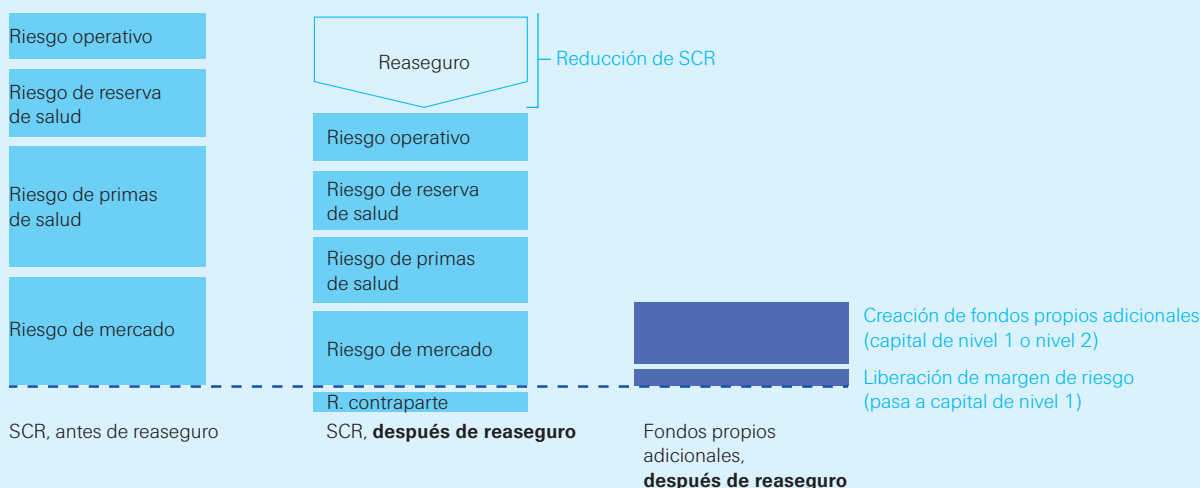 Riesgo operativo
Riesgo de reserva
de salud
Riesgo de primas
de salud
Riesgo de mercado
SCR, antes de reaseguro
Reaseguro
Reducción de SCR
Riesgo operativo
Riesgo de reserva
de salud
Riesgo de primas
de salud
Riesgo de mercado
R. contraparte
SCR, después de reaseguro
Creación de fondos propios adicionales
(capital de nivel 1 o nivel 2)
Liberación de margen de riesgo
(pasa a capital de nivel 1)
Fondos propios
adicionales,
después de reaseguro